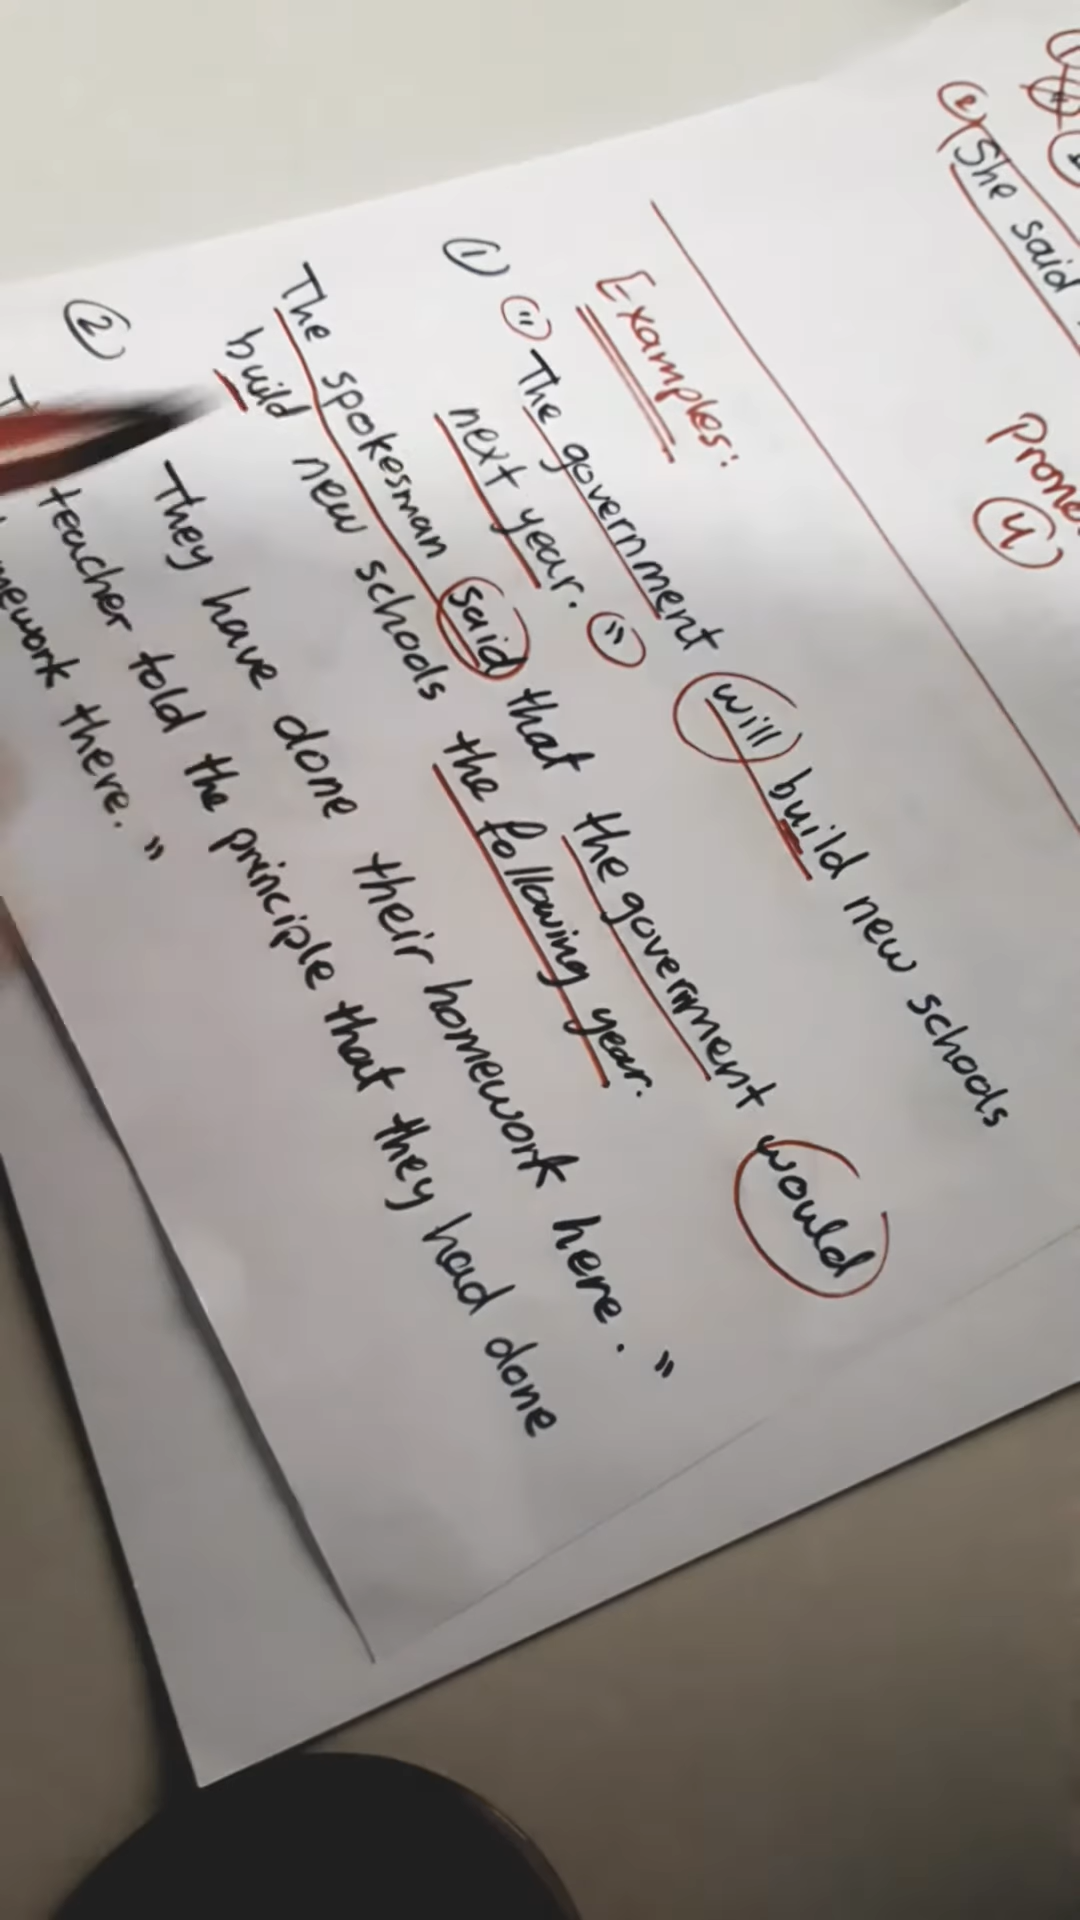 ② She said
Prono
④
Examples:
① " The government will build new schools
next year. "
The spokesman said that the government would
build new schools the following year.
② They have done their homework here. "
teacher told the principle that they had done
there. "